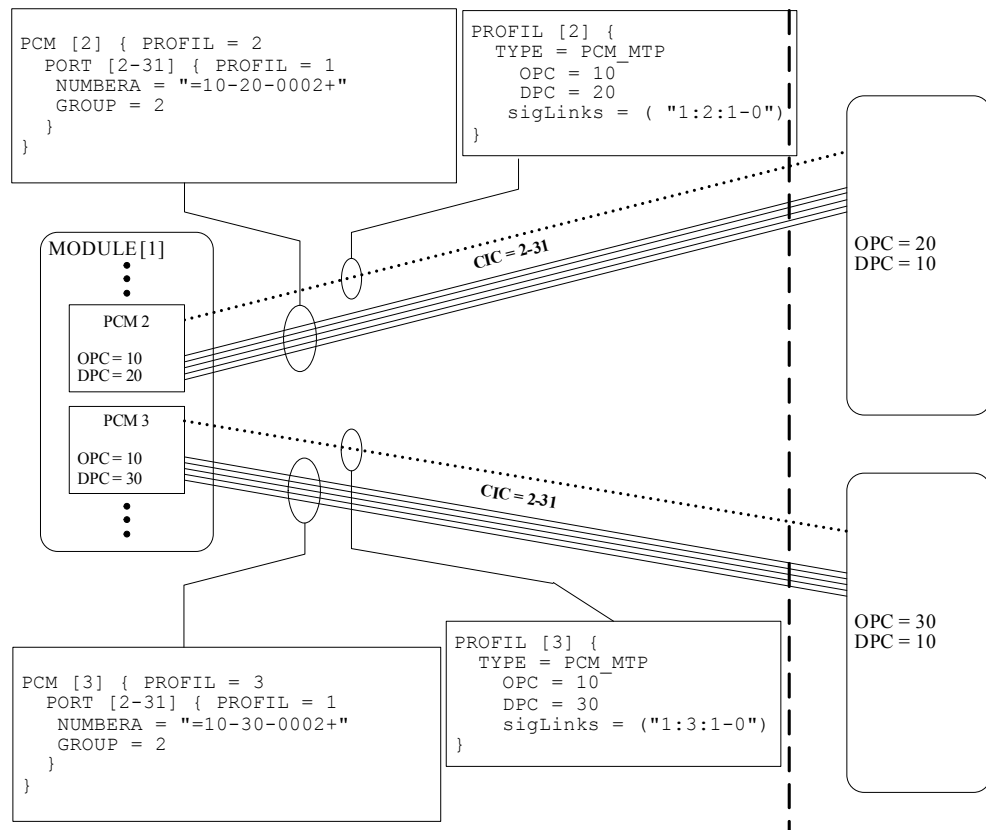 PCM [2] { PROFIL = 2
PORT [2-31] { PROFIL = 1
NUMBERA = "=10-20-0002+"
GROUP = 2
}
}
PROFIL [2] {
TYPE = PCM_MTP
OPC = 10
DPC = 20
sigLinks = ( "1:2:1-0")
}
MODULE[1]
PCM 2
OPC = 10
DPC = 20
PCM 3
OPC = 10
DPC = 30
CIC = 2-31
CIC = 2-31
OPC = 20
DPC = 10
OPC = 30
DPC = 10
PCM [3] { PROFIL = 3
PORT [2-31] { PROFIL = 1
NUMBERA = "=10-30-0002+"
GROUP = 2
}
}
PROFIL [3] {
TYPE = PCM_MTP
OPC = 10
DPC = 30
sigLinks = ("1:3:1-0")
}